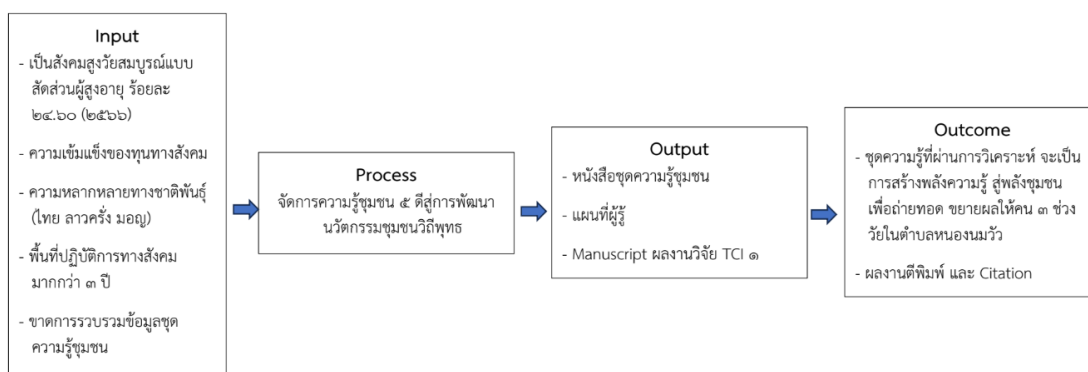 Input
- เป็นสังคมสูงวัยสมบูรณ์แบบ
สัดส่วนผู้สูงอายุ ร้อยละ
๒๔.๖๐ (๒๕๖๖)
- ความเข้มแข็งของทุนทางสังคม
- ความหลากหลายทางชาติพันธุ์
(ไทย ลาวครั่ง มอญ)
- พื้นที่ปฏิบัติการทางสังคม
มากกว่า ๓ ปี
- ขาดการรวบรวมข้อมูลชุด
ความรู้ชุมชน
Process
จัดการความรู้ชุมชน ๕ ดีสู่การพัฒนา
นวัตกรรมชุมชนวิถีพุทธ
Output
- หนังสือชุดความรู้ชุมชน
- แผนที่ผู้รู้
- Manuscript ผลงานวิจัย TCI ๑
Outcome
- ชุดความรู้ที่ผ่านการวิเคราะห์ จะเป็น
การสร้างพลังความรู้ สู่พลังชุมชน
เพื่อถ่ายทอด ขยายผลให้คน ๓ ช่วง
วัยในตำบลหนองนมวัว
- ผลงานตีพิมพ์ และ Citation